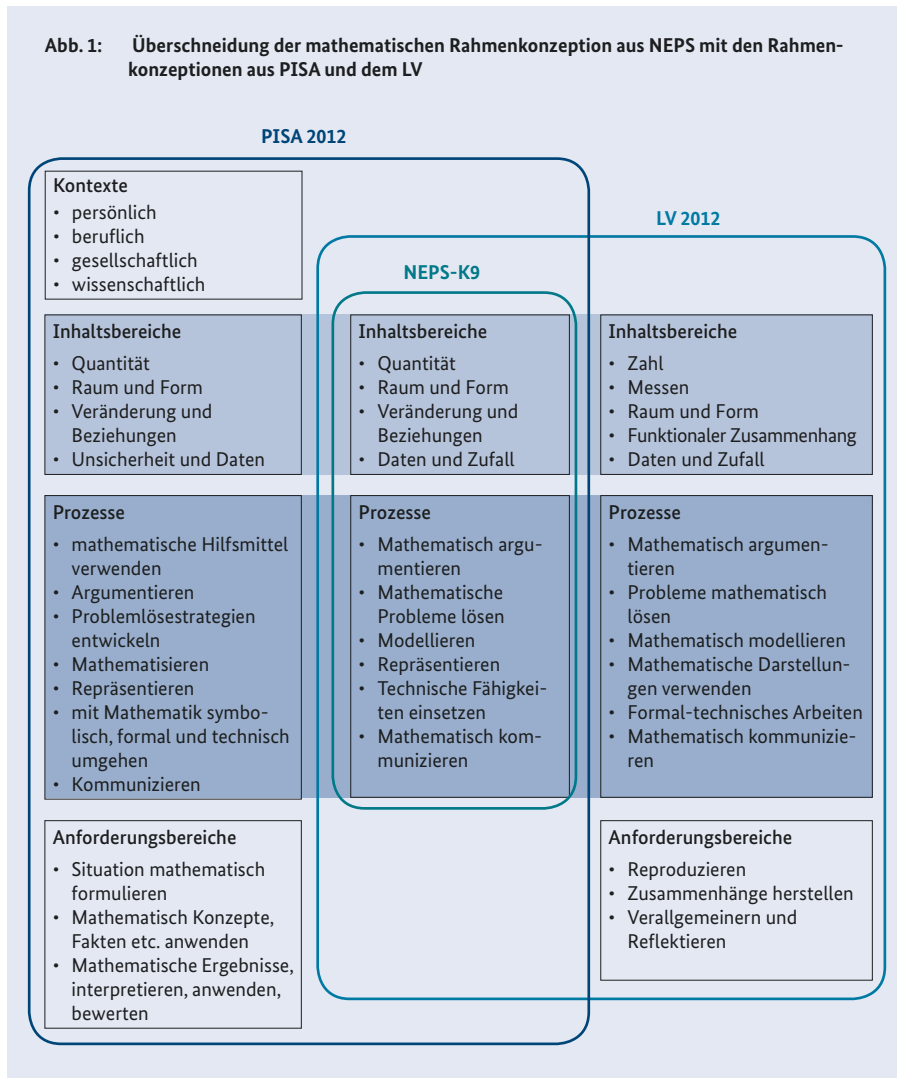 Abb. 1: Überschneidung der mathematischen Rahmenkonzeption aus NEPS mit den Rahmen-
konzeptionen aus PISA und dem LV
PISA 2012
LV 2012
NEPS-K9
Kontexte
• persönlich
• beruflich
• gesellschaftlich
• wissenschaftlich
Inhaltsbereiche
• Quantität
• Raum und Form
• Veränderung und
Beziehungen
• Unsicherheit und Daten
Inhaltsbereiche
• Quantität
• Raum und Form
• Veränderung und
Beziehungen
• Daten und Zufall
Inhaltsbereiche
• Zahl
• Messen
• Raum und Form
• Funktionaler Zusammenhang
• Daten und Zufall
Prozesse
• mathematische Hilfsmittel
verwenden
• Argumentieren
• Problemlösestrategien
entwickeln
• Mathematisieren
• Repräsentieren
• mit Mathematik symbo-
lisch, formal und technisch
umgehen
• Kommunizieren
Prozesse
• Mathematisch argu-
mentieren
• Mathematische
Probleme lösen
• Modellieren
• Repräsentieren
• Technische Fähigkei-
ten einsetzen
• Mathematisch kom-
munizieren
Prozesse
• Mathematisch argumen-
tieren
• Probleme mathematisch
lösen
• Mathematisch modellieren
• Mathematische Darstellun-
gen verwenden
• Formal-technisches Arbeiten
• Mathematisch kommunizie-
ren
Anforderungsbereiche
• Situation mathematisch
formulieren
• Mathematisch Konzepte,
Fakten etc. anwenden
• Mathematische Ergebnisse,
interpretieren, anwenden,
bewerten
Anforderungsbereiche
• Reproduzieren
• Zusammenhänge herstellen
• Verallgemeinern und
Reflektieren